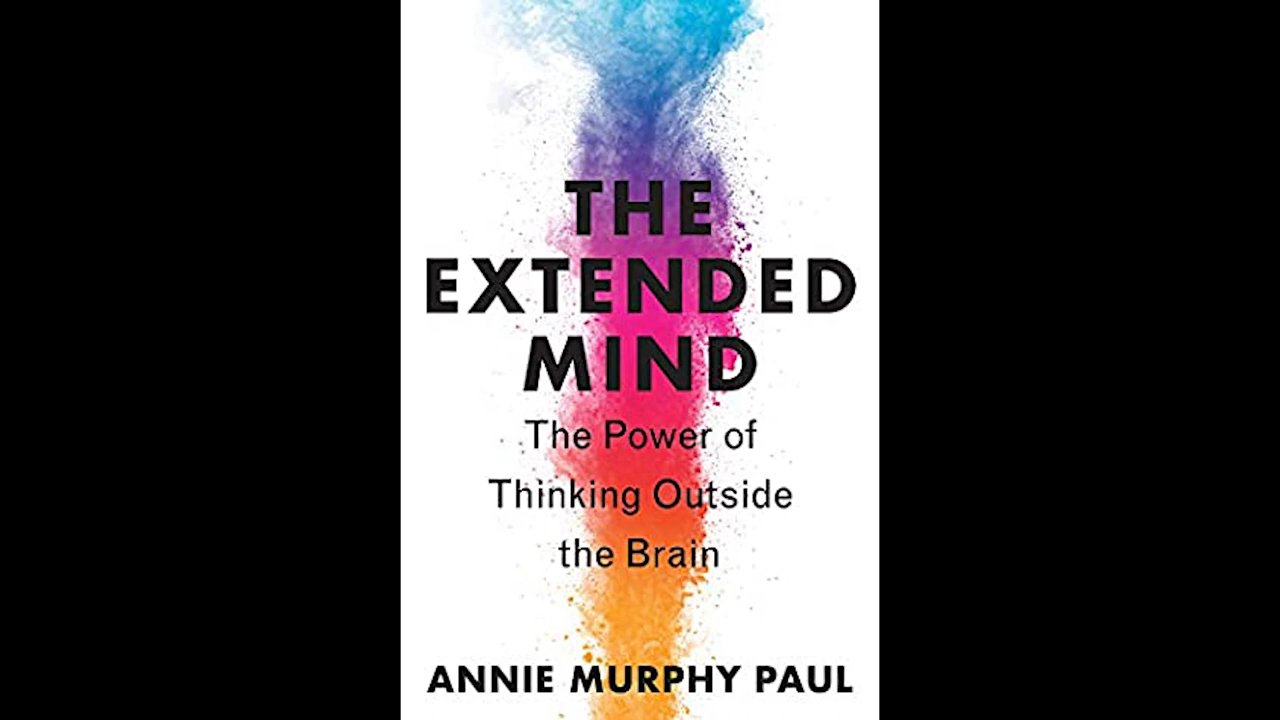 THE
EXTENDED
MIND
The Power of
Thinking Outside
the Brain
ANNIE MURPHY PAUL